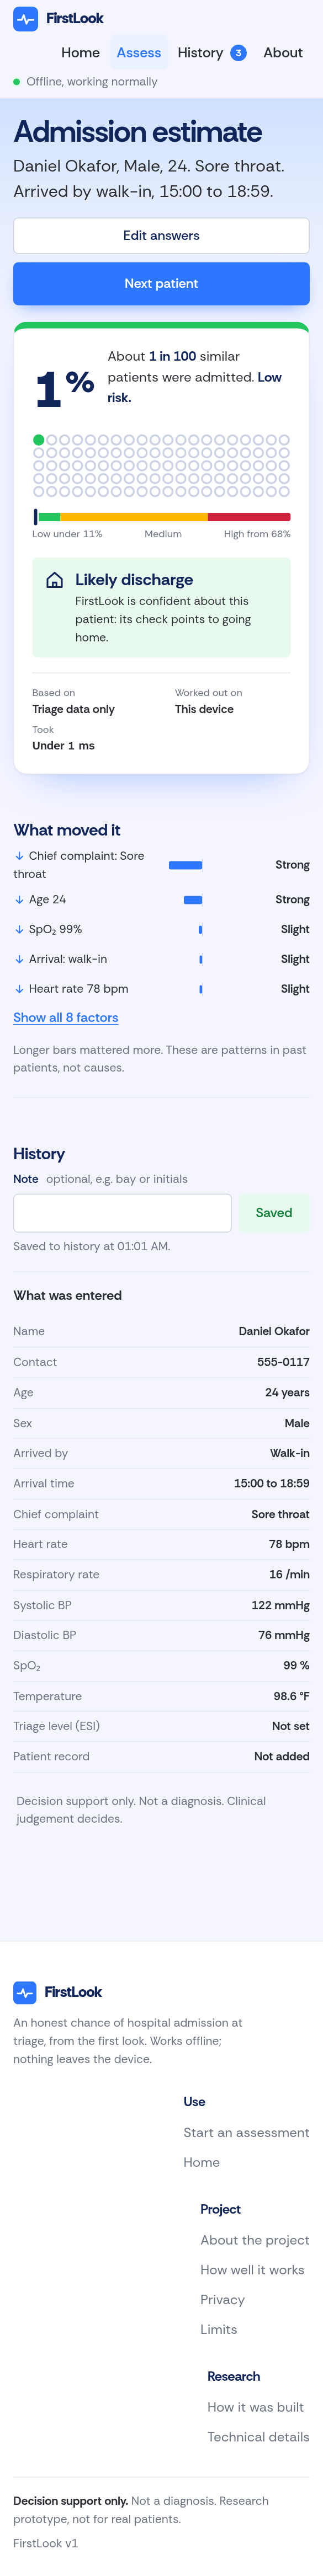 FirstLook
Home Assess History 3 About
Offline, working normally
Admission estimate
Daniel Okafor, Male, 24. Sore throat.
Arrived by walk-in, 15:00 to 18:59.
Edit answers
Next patient
1%
About 1 in 100 similar
patients were admitted. Low
risk.
Low under 11% Medium High from 68%
Likely discharge
FirstLook is confident about this
patient: its check points to going
home.
Based on Worked out on
Triage data only This device
Took
Under 1 ms
What moved it
↓ Chief complaint: Sore
throat
Strong
↓ Age 24 Strong
↓ SpO₂ 99% Slight
↓ Arrival: walk-in Slight
↓ Heart rate 78 bpm Slight
Show all 8 factors
Longer bars mattered more. These are patterns in past
patients, not causes.
History
Note optional, e.g. bay or initials
Saved
Saved to history at 01:01 AM.
What was entered
Name Daniel Okafor
Contact 555-0117
Age 24 years
Sex Male
Arrived by Walk-in
Arrival time 15:00 to 18:59
Chief complaint Sore throat
Heart rate 78 bpm
Respiratory rate 16 /min
Systolic BP 122 mmHg
Diastolic BP 76 mmHg
SpO₂ 99 %
Temperature 98.6 °F
Triage level (ESI) Not set
Patient record Not added
Decision support only. Not a diagnosis. Clinical
judgement decides.
FirstLook
An honest chance of hospital admission at
triage, from the first look. Works offline;
nothing leaves the device.
Use
Start an assessment
Home
Project
About the project
How well it works
Privacy
Limits
Research
How it was built
Technical details
Decision support only. Not a diagnosis. Research
prototype, not for real patients.
FirstLook v1